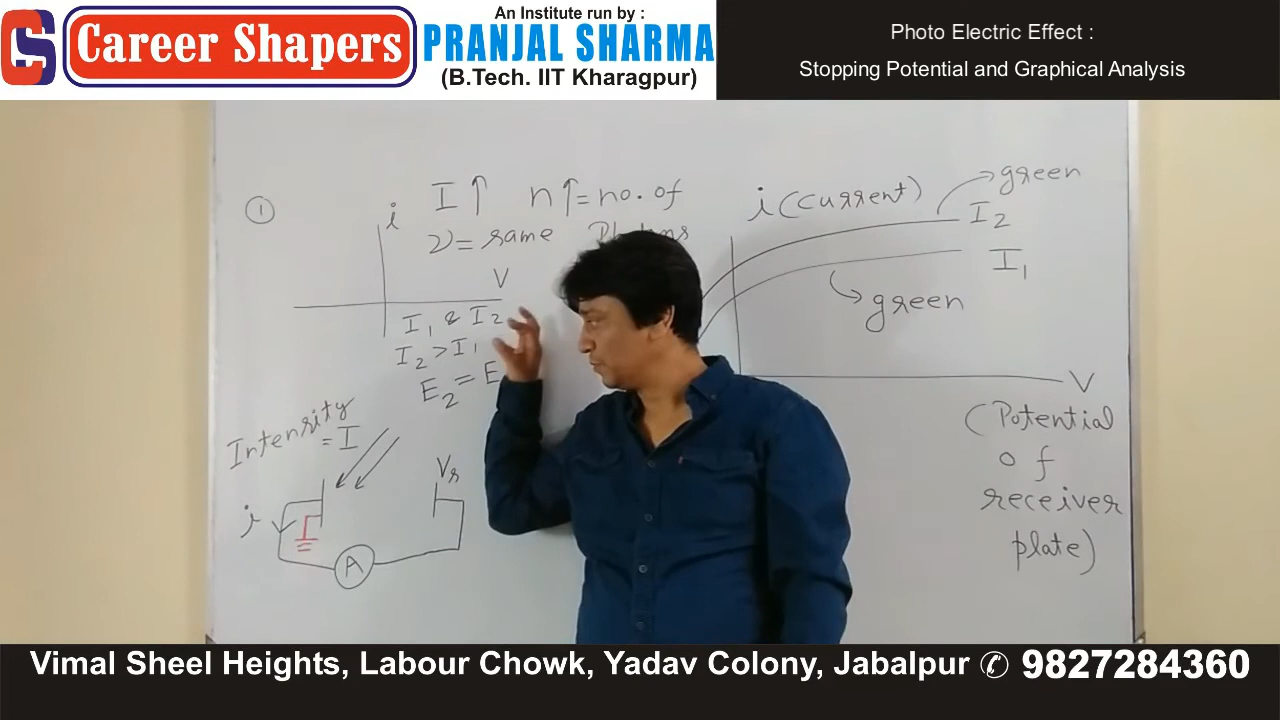 CS Career Shapers
An Institute run by :
PRANJAL SHARMA
(B.Tech. IIT Kharagpur)
Photo Electric Effect :
Stopping Potential and Graphical Analysis
①
i
I↑ n↑=no. of
ν= same
V
I₁ & I₂
I₂ > I₁
E₂ = E
Intensity
= I
i
A
Vr
i (current)
green
I₂
I₁
green
V
(Potential
of
receiver
plate)
Vimal Sheel Heights, Labour Chowk, Yadav Colony, Jabalpur ✆ 9827284360